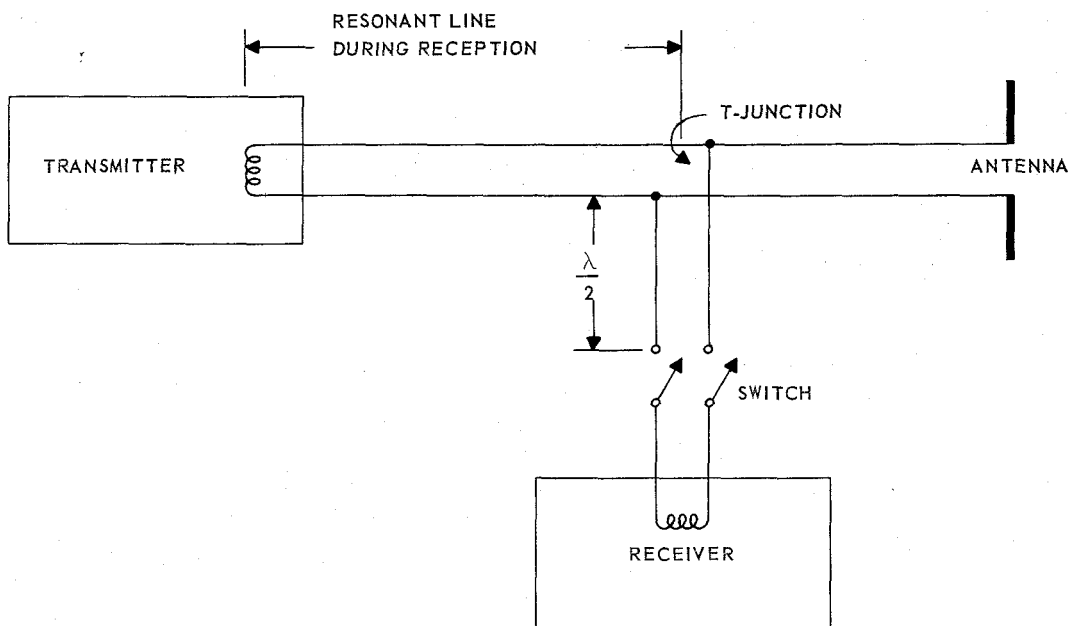 RESONANT LINE
DURING RECEPTION
T-JUNCTION
TRANSMITTER
ANTENNA
λ
2
SWITCH
RECEIVER